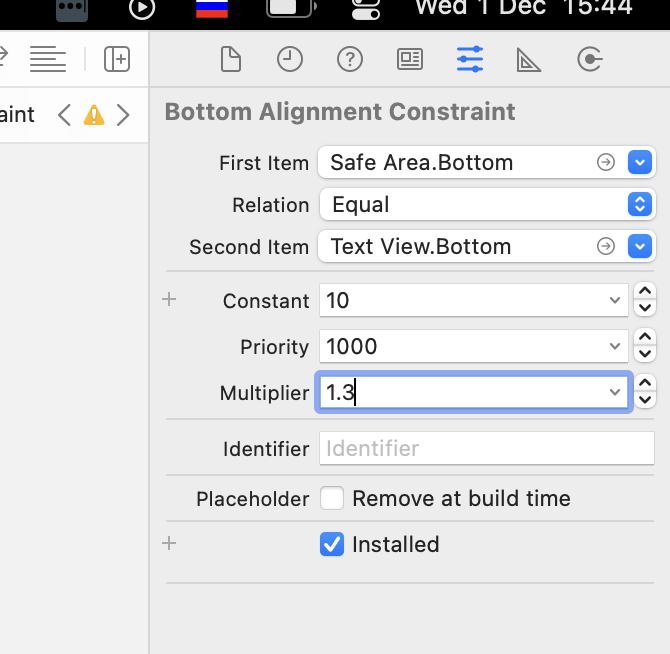 Wed 1 Dec 15:44
aint
Bottom Alignment Constraint
First Item Safe Area.Bottom
Relation Equal
Second Item Text View.Bottom
+ Constant 10
Priority 1000
Multiplier 1.3
Identifier Identifier
Placeholder Remove at build time
+ Installed